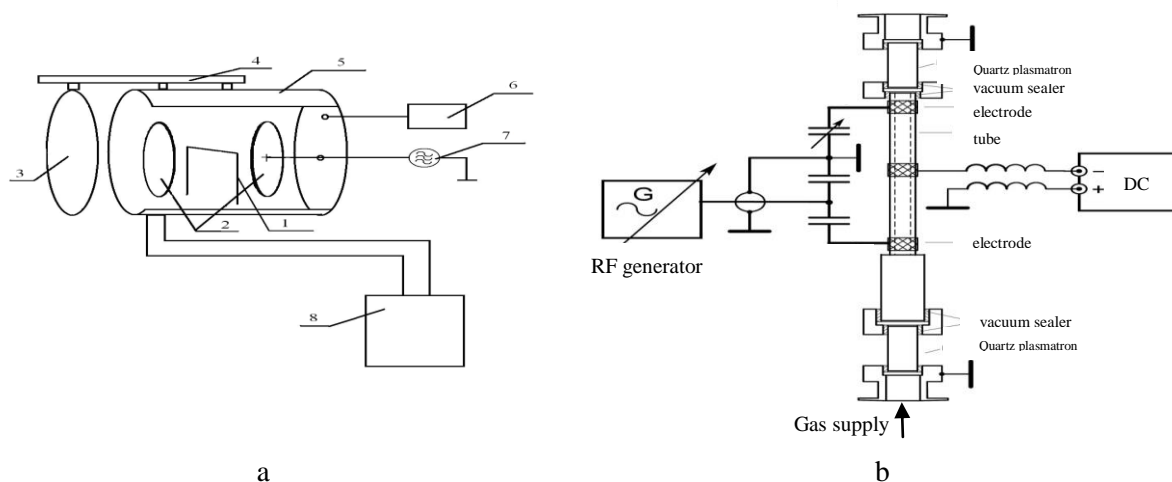 4
5
6
7
3
2
1
8
a
G
RF generator
Quartz plasmatron
vacuum sealer
electrode
tube
−
+
DC
electrode
vacuum sealer
Quartz plasmatron
Gas supply
b